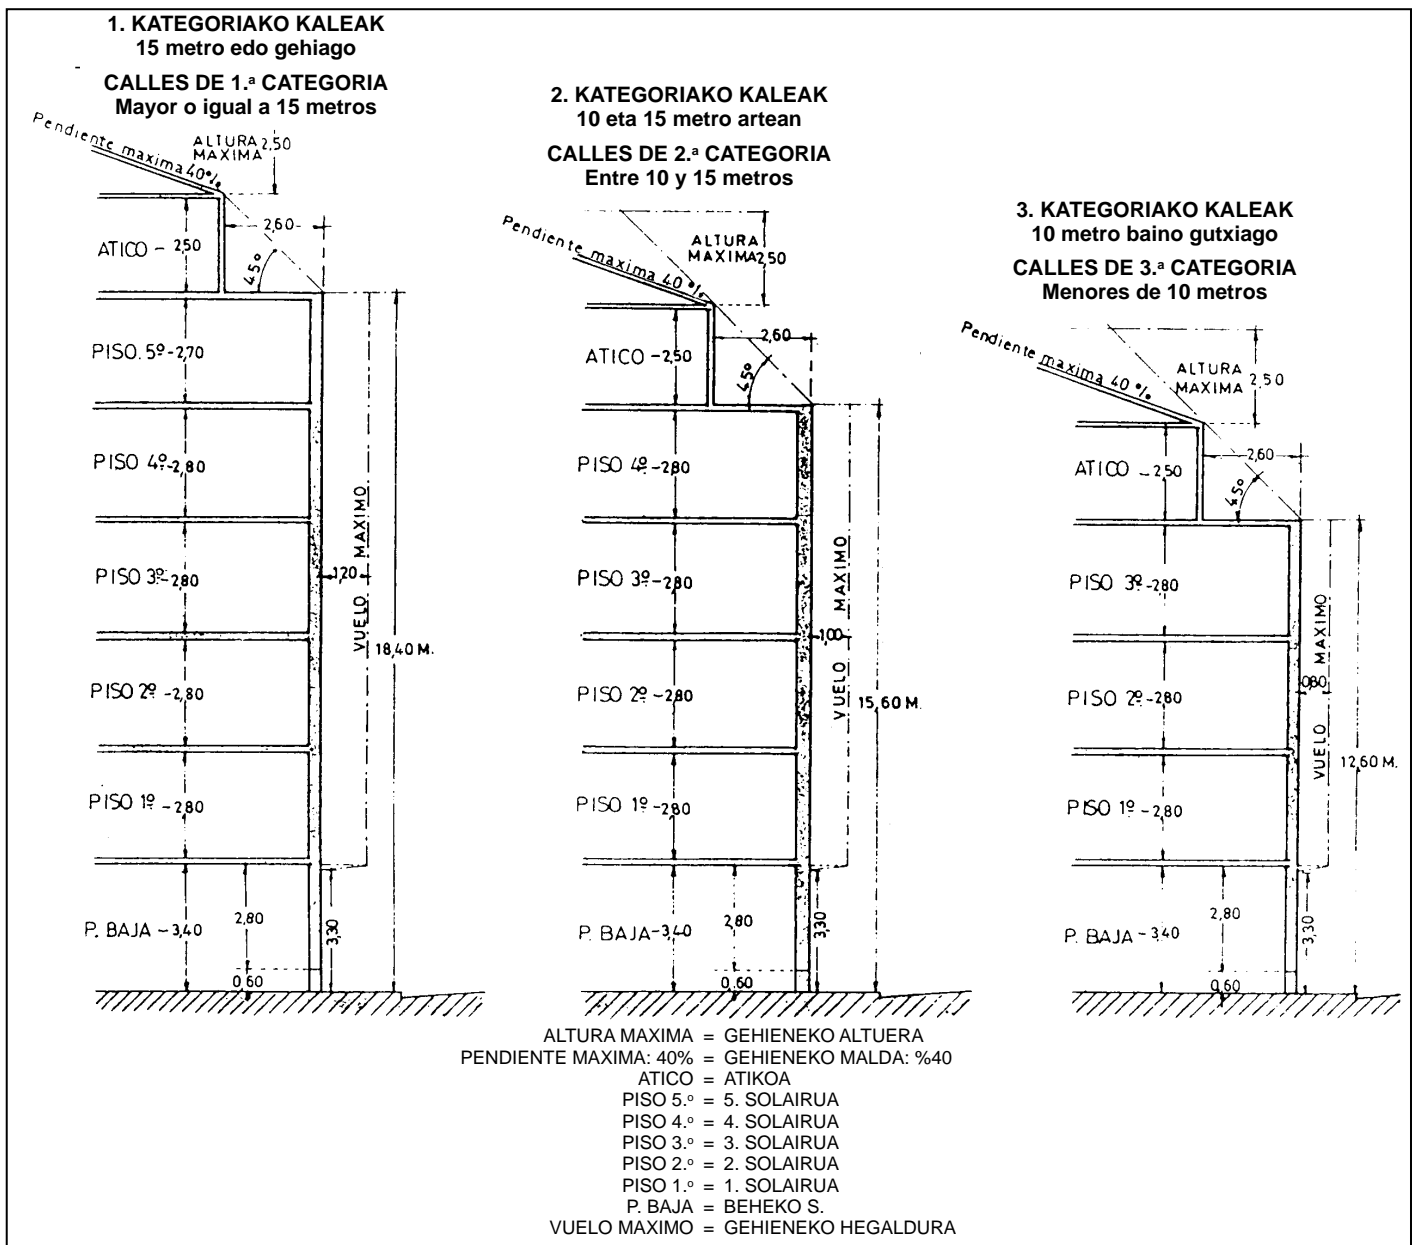 1. KATEGORIAKO KALEAK
15 metro edo gehiago
CALLES DE 1.ª CATEGORIA
Mayor o igual a 15 metros
Pendiente maxima 40%
ALTURA MAXIMA 2,50
2,60
45º
ATICO - 2,50
PISO. 5º - 2,70
PISO 4º - 2,80
PISO 3º - 2,80
1,20
VUELO MAXIMO
18,40 M.
PISO 2º - 2,80
PISO 1º - 2,80
P. BAJA - 3,40
2,80
3,30
0,60
2. KATEGORIAKO KALEAK
10 eta 15 metro artean
CALLES DE 2.ª CATEGORIA
Entre 10 y 15 metros
Pendiente maxima 40%
ALTURA
MAXIMA 2,50
2,60
45º
ATICO - 2,50
PISO 4º - 2,80
PISO 3º - 2,80
1,00
VUELO MAXIMO
15,60 M.
PISO 2º - 2,80
PISO 1º - 2,80
P. BAJA - 3,40
2,80
3,30
0,60
3. KATEGORIAKO KALEAK
10 metro baino gutxiago
CALLES DE 3.ª CATEGORIA
Menores de 10 metros
Pendiente maxima 40%
ALTURA
MAXIMA 2,50
2,60
45º
ATICO - 2,50
PISO 3º - 2,80
VUELO MAXIMO
0,80
PISO 2º - 2,80
12,60 M.
PISO 1º - 2,80
P. BAJA - 3,40
2,80
3,30
0,60
ALTURA MAXIMA = GEHIENEKO ALTUERA
PENDIENTE MAXIMA: 40% = GEHIENEKO MALDA: %40
ATICO = ATIKOA
PISO 5.º = 5. SOLAIRUA
PISO 4.º = 4. SOLAIRUA
PISO 3.º = 3. SOLAIRUA
PISO 2.º = 2. SOLAIRUA
PISO 1.º = 1. SOLAIRUA
P. BAJA = BEHEKO S.
VUELO MAXIMO = GEHIENEKO HEGALDURA